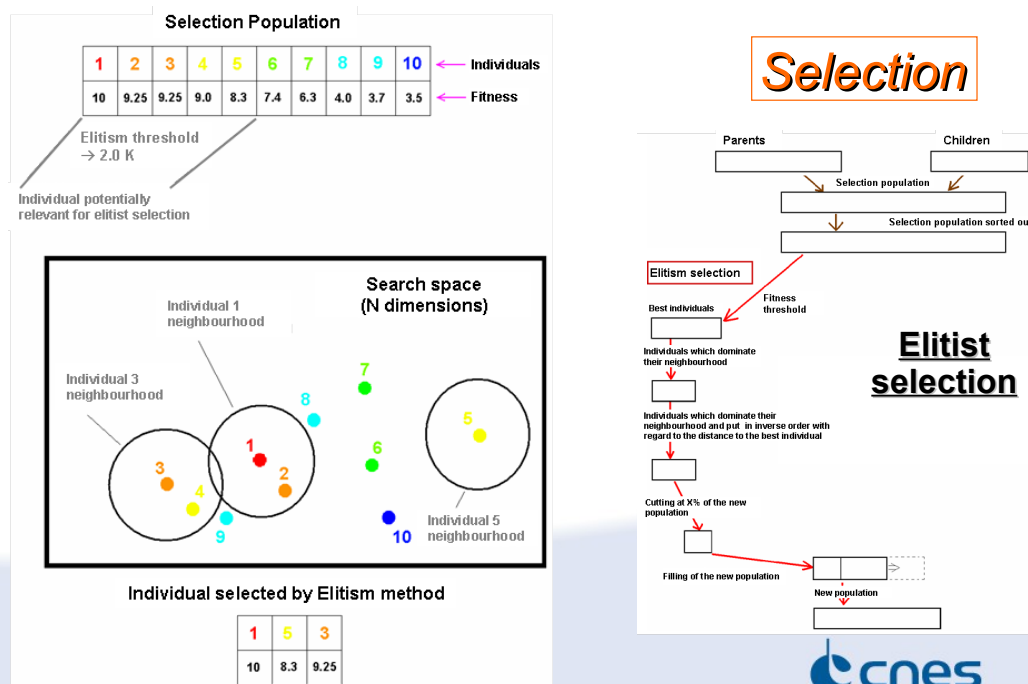 Selection Population
1 2 3 4 5 6 7 8 9 10
Individuals
10 9.25 9.25 9.0 8.3 7.4 6.3 4.0 3.7 3.5
Fitness
Elitism threshold
→ 2.0 K
Individual potentially
relevant for elitist selection
Search space
(N dimensions)
Individual 1
neighbourhood
Individual 3
neighbourhood
7
8
5
1
6
3
2
4
9
10
Individual 5
neighbourhood
Individual selected by Elitism method
1 5 3
10 8.3 9.25
Selection
Parents
Children
Selection population
Selection population sorted ou
Elitism selection
Fitness
threshold
Best individuals
Individuals which dominate
their neighbourhood
Individuals which dominate their
neighbourhood and put in inverse order with
regard to the distance to the best individual
Cutting at X% of the new
population
Filling of the new population
New population
Elitist
selection
cnes